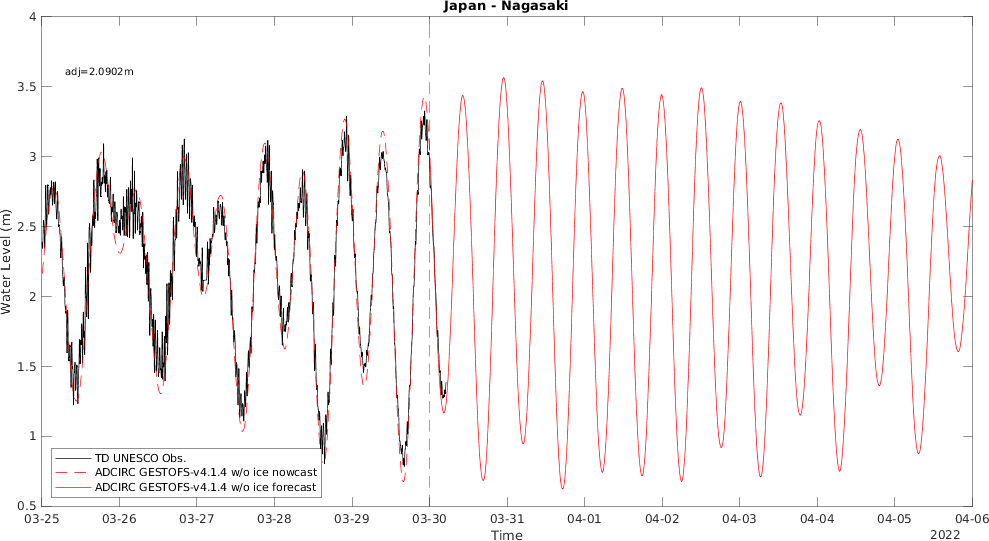 Japan - Nagasaki
adj=2.0902m
Water Level (m)
4
3.5
3
2.5
2
1.5
1
0.5
TD UNESCO Obs.
ADCIRC GESTOFS-v4.1.4 w/o ice nowcast
ADCIRC GESTOFS-v4.1.4 w/o ice forecast
03-25 03-26 03-27 03-28 03-29 03-30 03-31 04-01 04-02 04-03 04-04 04-05 04-06
Time
2022